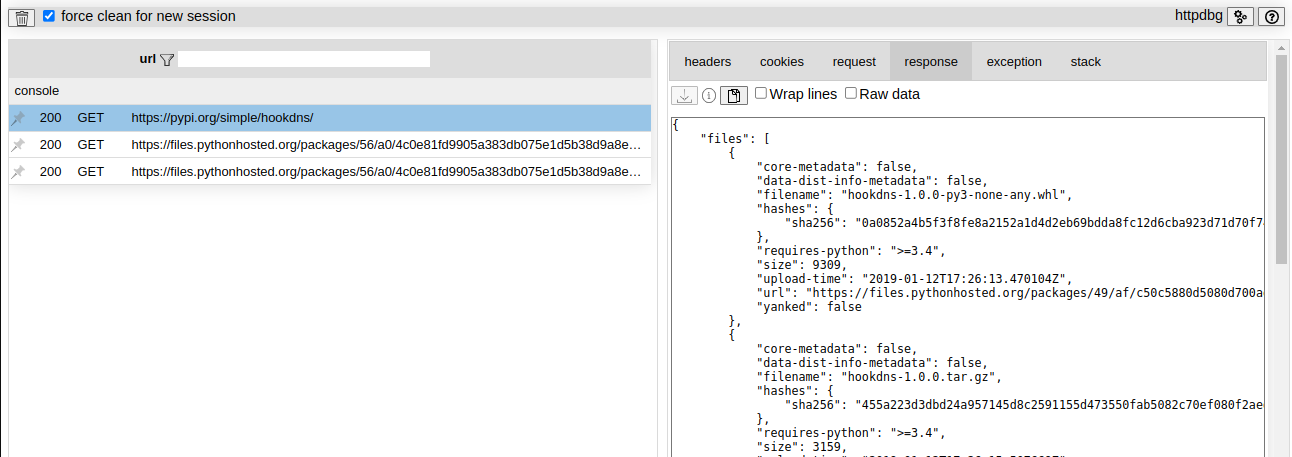 force clean for new session
httpdbg
url
console
200 GET https://pypi.org/simple/hookdns/
200 GET https://files.pythonhosted.org/packages/56/a0/4c0e81fd9905a383db075e1d5b38d9a8e...
200 GET https://files.pythonhosted.org/packages/56/a0/4c0e81fd9905a383db075e1d5b38d9a8e...
headers cookies request response exception stack
Wrap lines Raw data
{
"files": [
{
"core-metadata": false,
"data-dist-info-metadata": false,
"filename": "hookdns-1.0.0-py3-none-any.whl",
"hashes": {
"sha256": "0a0852a4b5f3f8fe8a2152a1d4d2eb69bdda8fc12d6cba923d71d70f7
},
"requires-python": ">=3.4",
"size": 9309,
"upload-time": "2019-01-12T17:26:13.470104Z",
"url": "https://files.pythonhosted.org/packages/49/af/c50c5880d5080d700a
"yanked": false
},
{
"core-metadata": false,
"data-dist-info-metadata": false,
"filename": "hookdns-1.0.0.tar.gz",
"hashes": {
"sha256": "455a223d3dbd24a957145d8c2591155d473550fab5082c70ef080f2ae
},
"requires-python": ">=3.4",
"size": 3159,